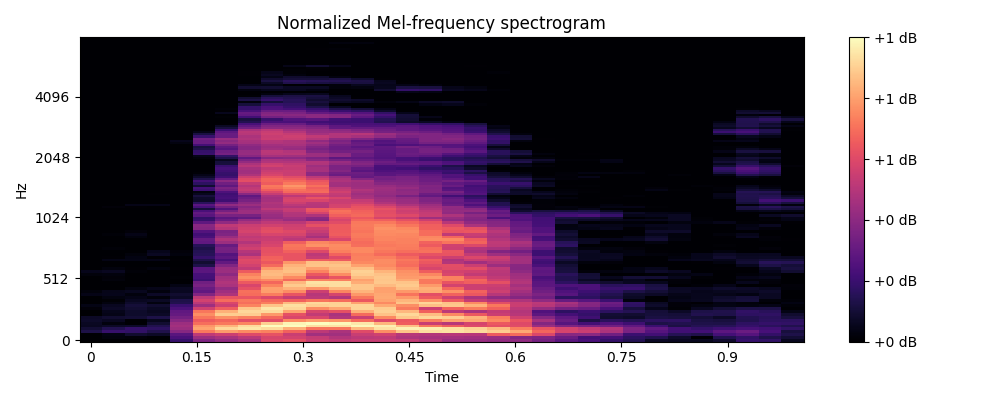 Normalized Mel-frequency spectrogram
Hz
4096
2048
1024
512
0
0 0.15 0.3 0.45 0.6 0.75 0.9
Time
+1 dB
+1 dB
+1 dB
+0 dB
+0 dB
+0 dB